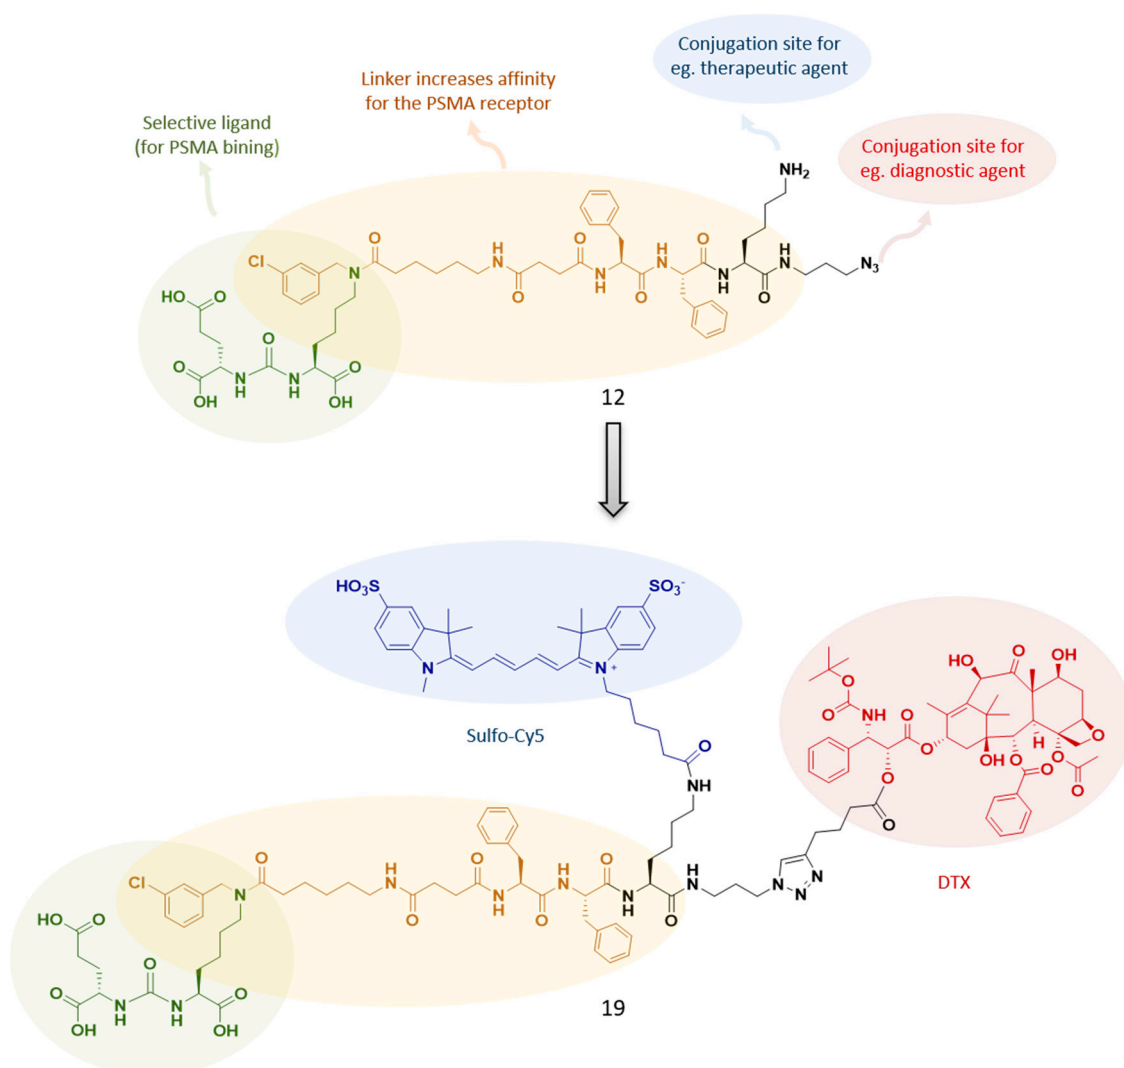 Conjugation site for
eg. therapeutic agent
Linker increases affinity
for the PSMA receptor
Selective ligand
(for PSMA bining)
Conjugation site for
eg. diagnostic agent
NH2
O
H
N
O
H
N
O
H
N
N3
Cl
N
O
N
H
O
N
H
O
HO
O
O
O
OH
N
H
N
H
O
OH
12
HO3S
SO3-
N
N+
Sulfo-Cy5
O
NH
O
O
NH
O
O
O
HO
O
OH
O
H
OH
O
O
O
O
O
O
DTX
Cl
N
O
H
N
O
O
N
H
O
H
N
O
N
H
O
H
N
N
N
N
HO
O
O
OH
N
H
O
N
H
O
OH
19